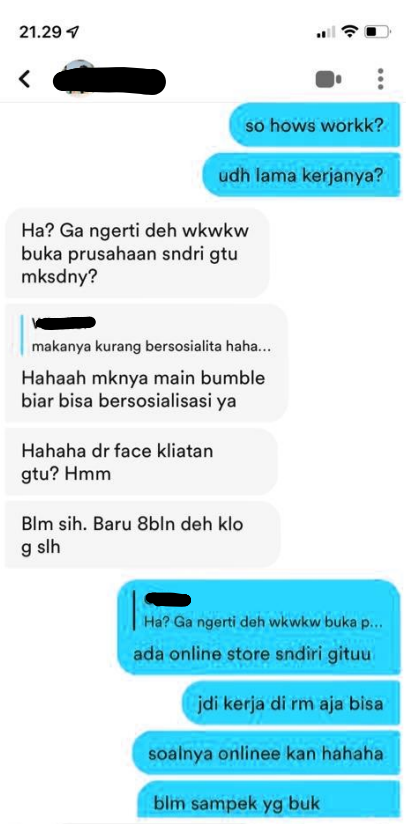 21.29
so hows workk?
udh lama kerjanya?
Ha? Ga ngerti deh wkwkw
buka prusahaan sndri gtu
mksdny?
makanya kurang bersosialita haha...
Hahaah mknya main bumble
biar bisa bersosialisasi ya
Hahaha dr face kliatan
gtu? Hmm
Blm sih. Baru 8bln deh klo
g slh
Ha? Ga ngerti deh wkwkw buka p...
ada online store sndiri gituu
jdi kerja di rm aja bisa
soalnya onlinee kan hahaha
blm sampek yg buk